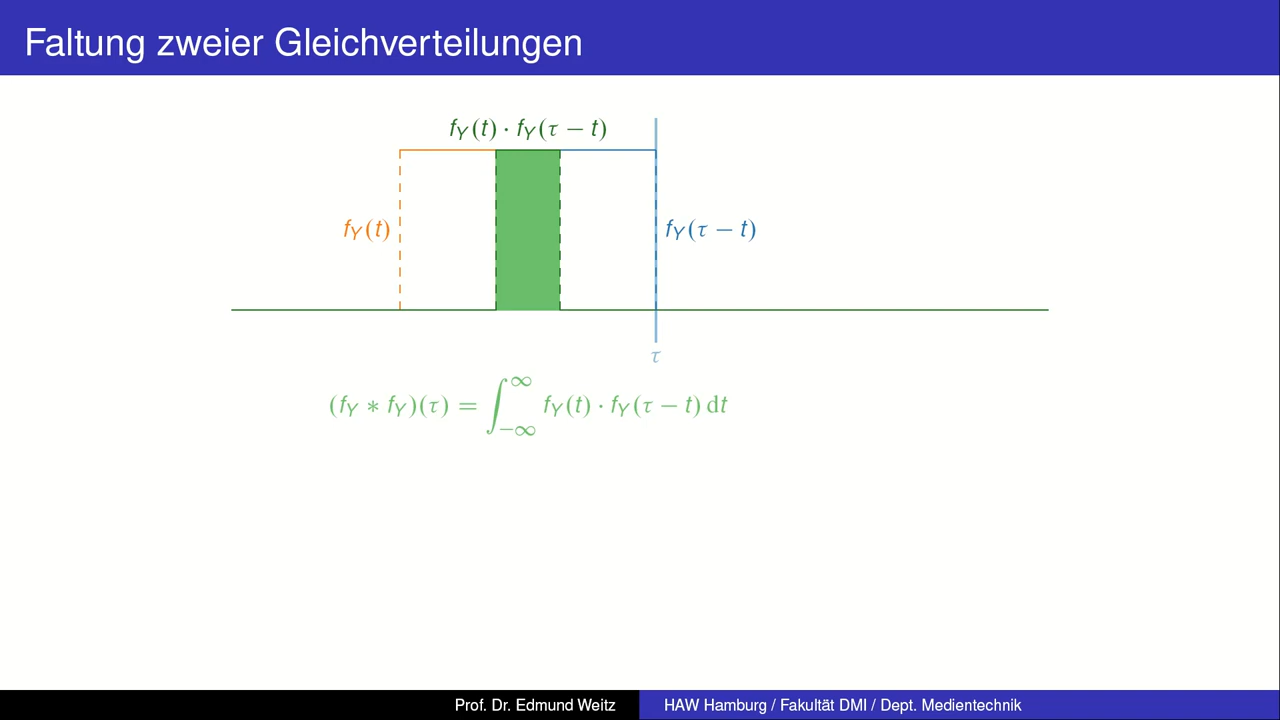 Faltung zweier Gleichverteilungen
f_Y(t) · f_Y(τ − t)
f_Y(t)
f_Y(τ − t)
τ
(f_Y ∗ f_Y)(τ) = ∫_{−∞}^{∞} f_Y(t) · f_Y(τ − t) dt
Prof. Dr. Edmund Weitz
HAW Hamburg / Fakultät DMI / Dept. Medientechnik